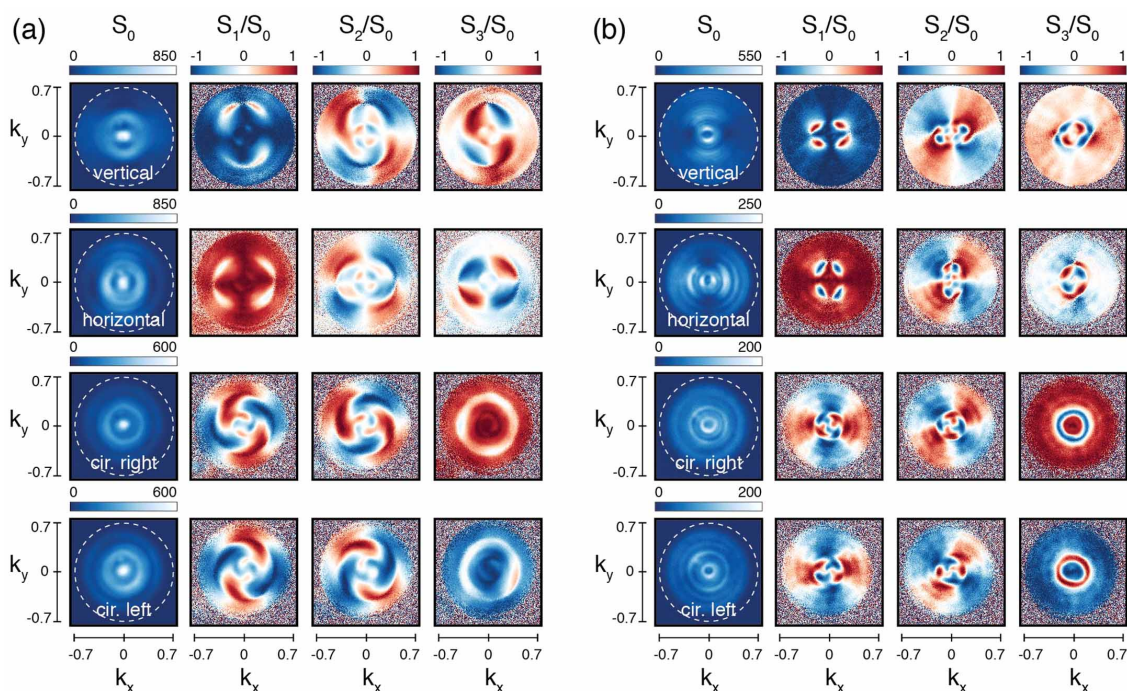 (a) S0 S1/S0 S2/S0 S3/S0
0 850 -1 0 1 -1 0 1 -1 0 1
0.7
ky 0
-0.7
vertical
0 850
0.7
ky 0
-0.7
horizontal
0 600
0.7
ky 0
-0.7
cir. right
0 600
0.7
ky 0
-0.7
cir. left
-0.7 0 0.7 -0.7 0 0.7 -0.7 0 0.7 -0.7 0 0.7
kx kx kx kx
(b) S0 S1/S0 S2/S0 S3/S0
0 550 -1 0 1 -1 0 1 -1 0 1
0.7
ky 0
-0.7
vertical
0 250
0.7
ky 0
-0.7
horizontal
0 200
0.7
ky 0
-0.7
cir. right
0 200
0.7
ky 0
-0.7
cir. left
-0.7 0 0.7 -0.7 0 0.7 -0.7 0 0.7 -0.7 0 0.7
kx kx kx kx